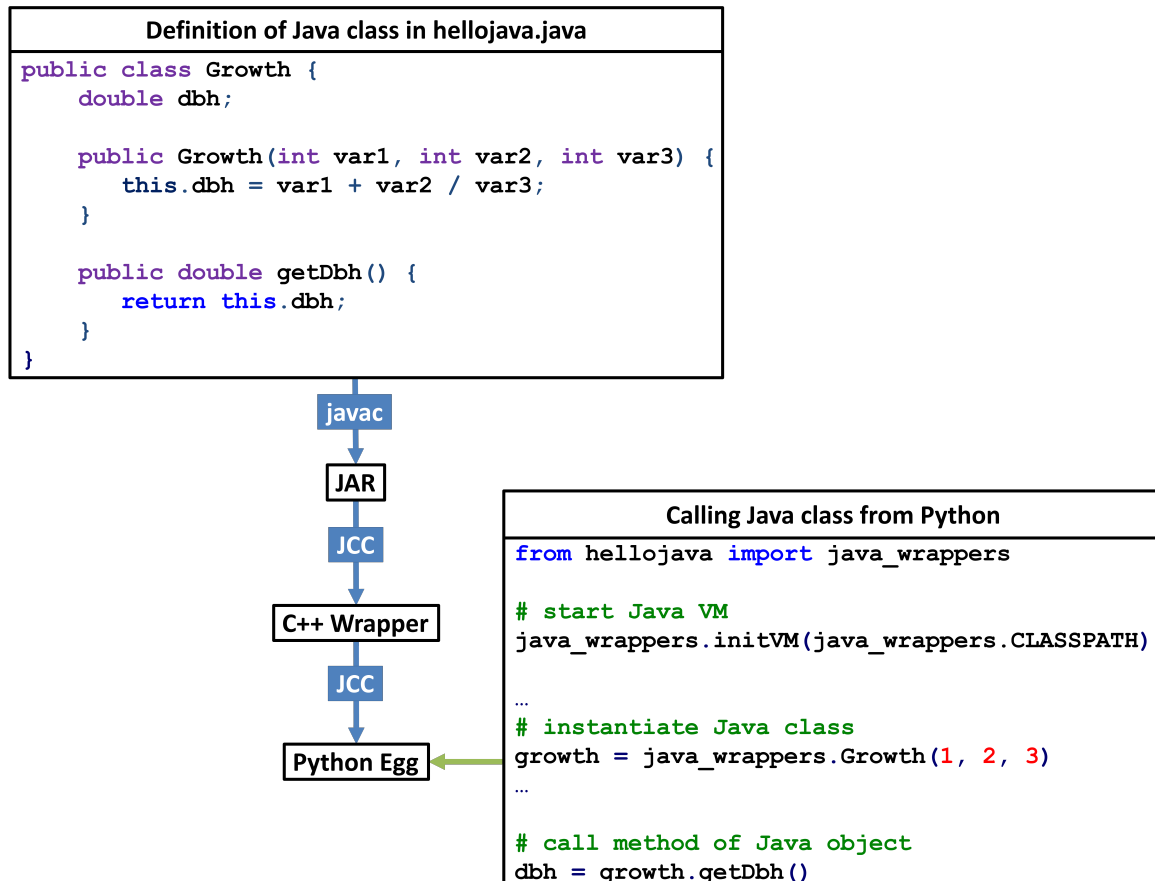 Definition of Java class in hellojava.java
public class Growth {
double dbh;
public Growth(int var1, int var2, int var3) {
this.dbh = var1 + var2 / var3;
}
public double getDbh() {
return this.dbh;
}
}
javac
JAR
JCC
C++ Wrapper
JCC
Python Egg
Calling Java class from Python
from hellojava import java_wrappers
# start Java VM
java_wrappers.initVM(java_wrappers.CLASSPATH)
…
# instantiate Java class
growth = java_wrappers.Growth(1, 2, 3)
…
# call method of Java object
dbh = growth.getDbh()